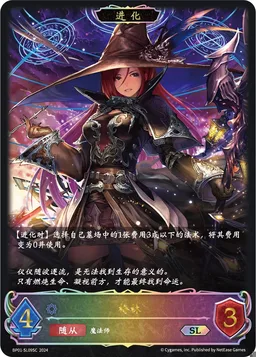 进化
【进化时】选择自己墓场中的1张费用3或以下的法术,将其费用
变为0并使用。
仅仅随波逐流,是无法找到生存的意义的。
只有燃烧生命、凝视前方,才能最终找到命运。
4
3
随从 魔法师
SL
BP01-SL09SC 2024
© Cygames, Inc. Published by NetEase Games